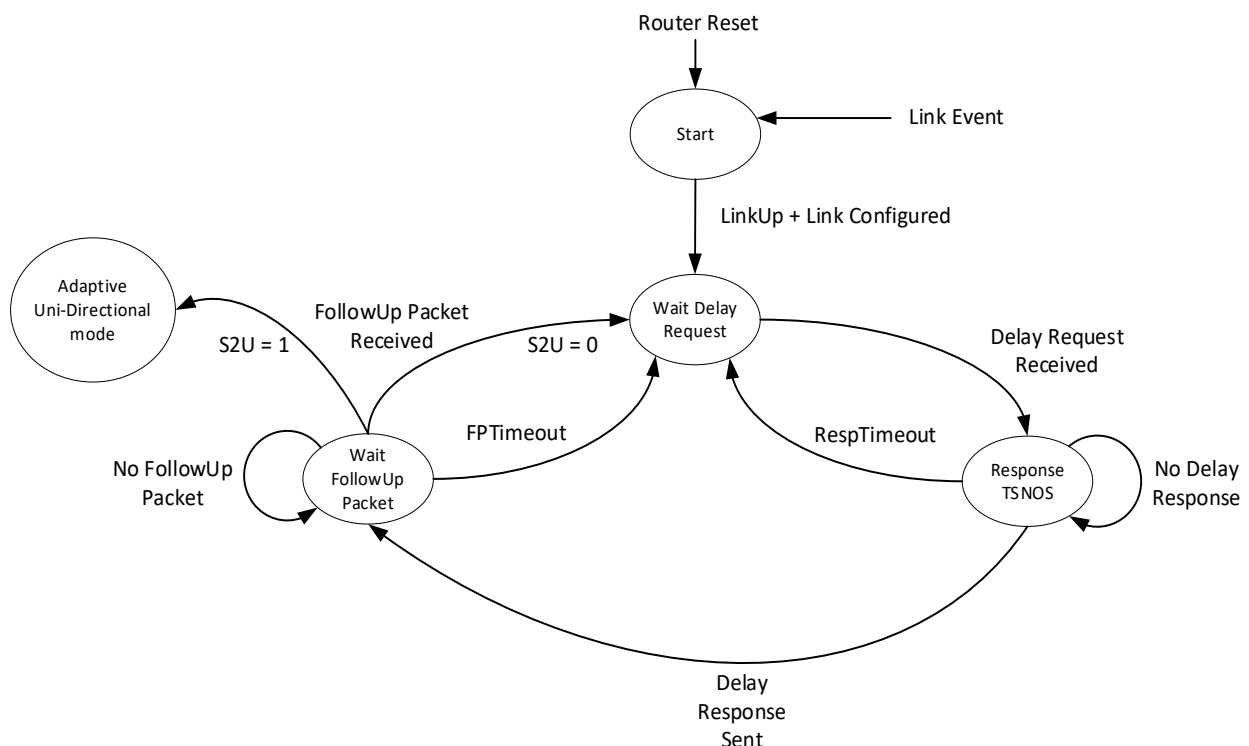 Router Reset
Start
Link Event
LinkUp + Link Configured
Adaptive
Uni-Directional
mode
S2U = 1
FollowUp Packet
Received
S2U = 0
Wait Delay
Request
Delay Request
Received
FPTimeout
RespTimeout
No FollowUp
Packet
Wait
FollowUp
Packet
Response
TSNOS
No Delay
Response
Delay
Response
Sent